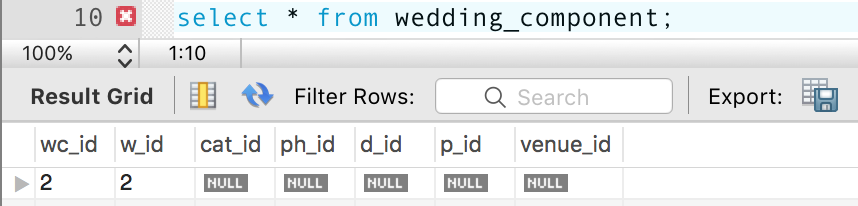 10 select * from wedding_component;
100% 1:10
Result Grid Filter Rows: Search Export:
wc_id w_id cat_id ph_id d_id p_id venue_id
2 2 NULL NULL NULL NULL NULL